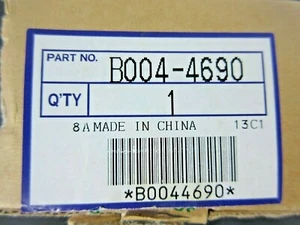 PART NO. B004-4690
Q'TY 1
8A MADE IN CHINA 13C1
*B0044690*